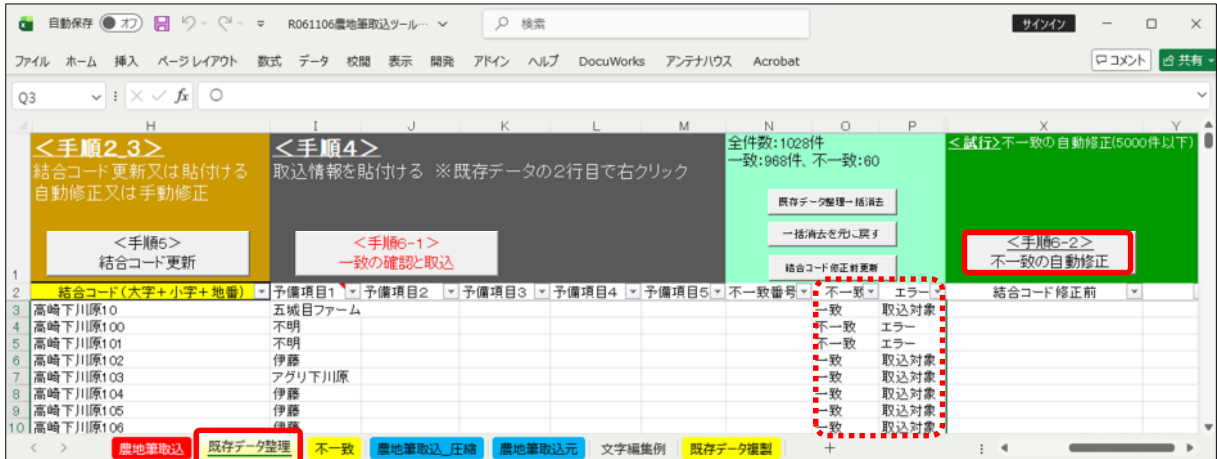 自動保存 オフ R061106農地筆取込ツール… 検索 サインイン
ファイル ホーム 挿入 ページ レイアウト 数式 データ 校閲 表示 開発 アドイン ヘルプ DocuWorks アンテナハウス Acrobat コメント 共有
Q3 fx ○
H I J K L M N O P X Y
1
<手順2_3>
結合コード更新又は貼付ける
自動修正又は手動修正
<手順5>
結合コード更新
<手順4>
取込情報を貼付ける ※既存データの2行目で右クリック
<手順6-1>
一致の確認と取込
全件数:1028件
一致:968件、不一致:60
既存データ整理一括消去
一括消去を元に戻す
結合コード修正前更新
<試行>不一致の自動修正(5000件以下)
<手順6-2>
不一致の自動修正
2 結合コード(大字+小字+地番) 予備項目1 予備項目2 予備項目3 予備項目4 予備項目5 不一致番号 不一致 エラー 結合コード修正前
3 高崎下川原10 五城目ファーム 一致 取込対象
4 高崎下川原100 不明 不一致 エラー
5 高崎下川原101 不明 不一致 エラー
6 高崎下川原102 伊藤 一致 取込対象
7 高崎下川原103 アグリ下川原 一致 取込対象
8 高崎下川原104 伊藤 一致 取込対象
9 高崎下川原105 伊藤 一致 取込対象
10 高崎下川原106 伊藤 一致 取込対象
農地筆取込 既存データ整理 不一致 農地筆取込_圧縮 農地筆取込元 文字編集例 既存データ複製 +